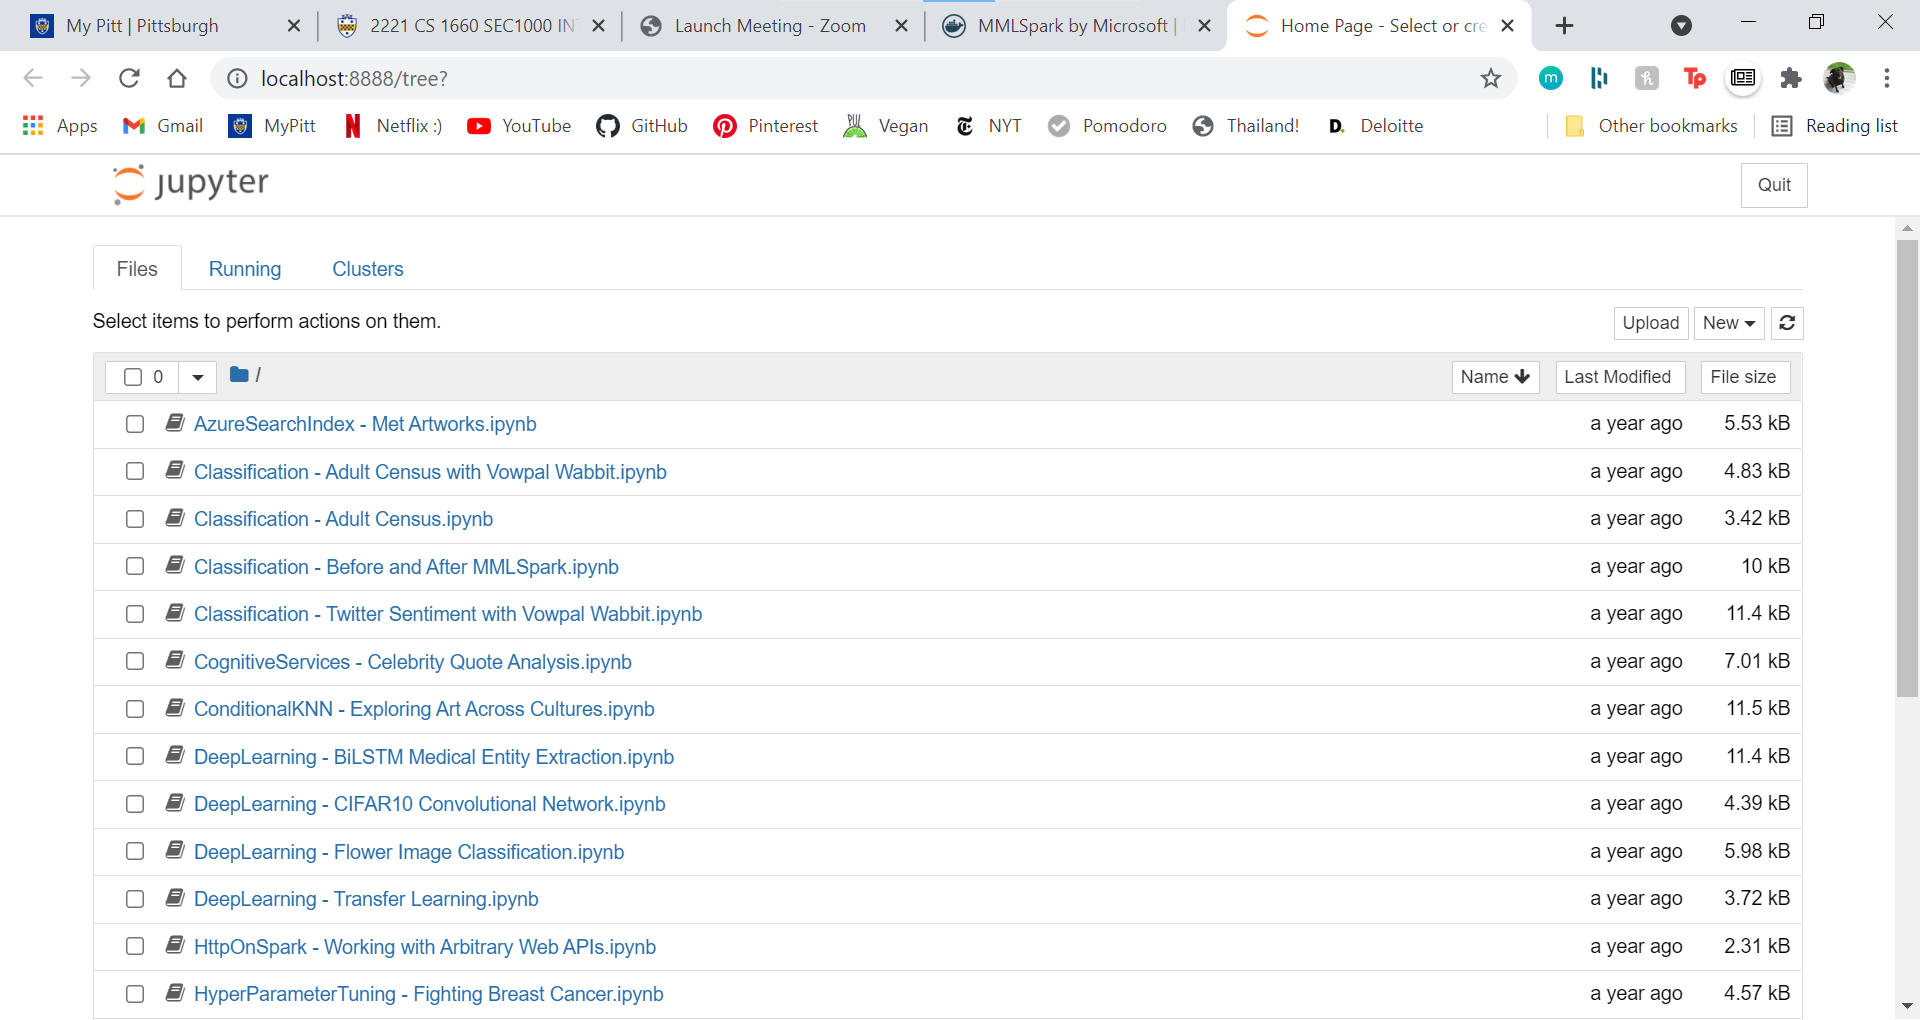 My Pitt | Pittsburgh
2221 CS 1660 SEC1000 IN
Launch Meeting - Zoom
MMLSpark by Microsoft |
Home Page - Select or cre
localhost:8888/tree?
Apps
Gmail
MyPitt
Netflix :)
YouTube
GitHub
Pinterest
Vegan
NYT
Pomodoro
Thailand!
D.
Deloitte
Other bookmarks
Reading list
jupyter
Quit
Files
Running
Clusters
Select items to perform actions on them.
Upload
New
0
/
Name
Last Modified
File size
AzureSearchIndex - Met Artworks.ipynb a year ago 5.53 kB
Classification - Adult Census with Vowpal Wabbit.ipynb a year ago 4.83 kB
Classification - Adult Census.ipynb a year ago 3.42 kB
Classification - Before and After MMLSpark.ipynb a year ago 10 kB
Classification - Twitter Sentiment with Vowpal Wabbit.ipynb a year ago 11.4 kB
CognitiveServices - Celebrity Quote Analysis.ipynb a year ago 7.01 kB
ConditionalKNN - Exploring Art Across Cultures.ipynb a year ago 11.5 kB
DeepLearning - BiLSTM Medical Entity Extraction.ipynb a year ago 11.4 kB
DeepLearning - CIFAR10 Convolutional Network.ipynb a year ago 4.39 kB
DeepLearning - Flower Image Classification.ipynb a year ago 5.98 kB
DeepLearning - Transfer Learning.ipynb a year ago 3.72 kB
HttpOnSpark - Working with Arbitrary Web APIs.ipynb a year ago 2.31 kB
HyperParameterTuning - Fighting Breast Cancer.ipynb a year ago 4.57 kB